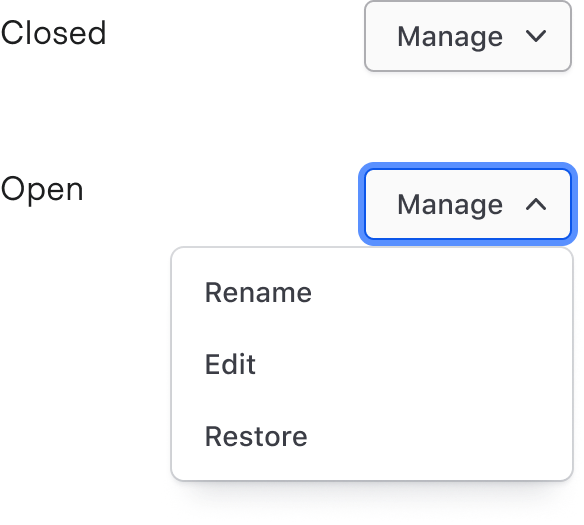 Closed
Manage
Open
Manage
Rename
Edit
Restore